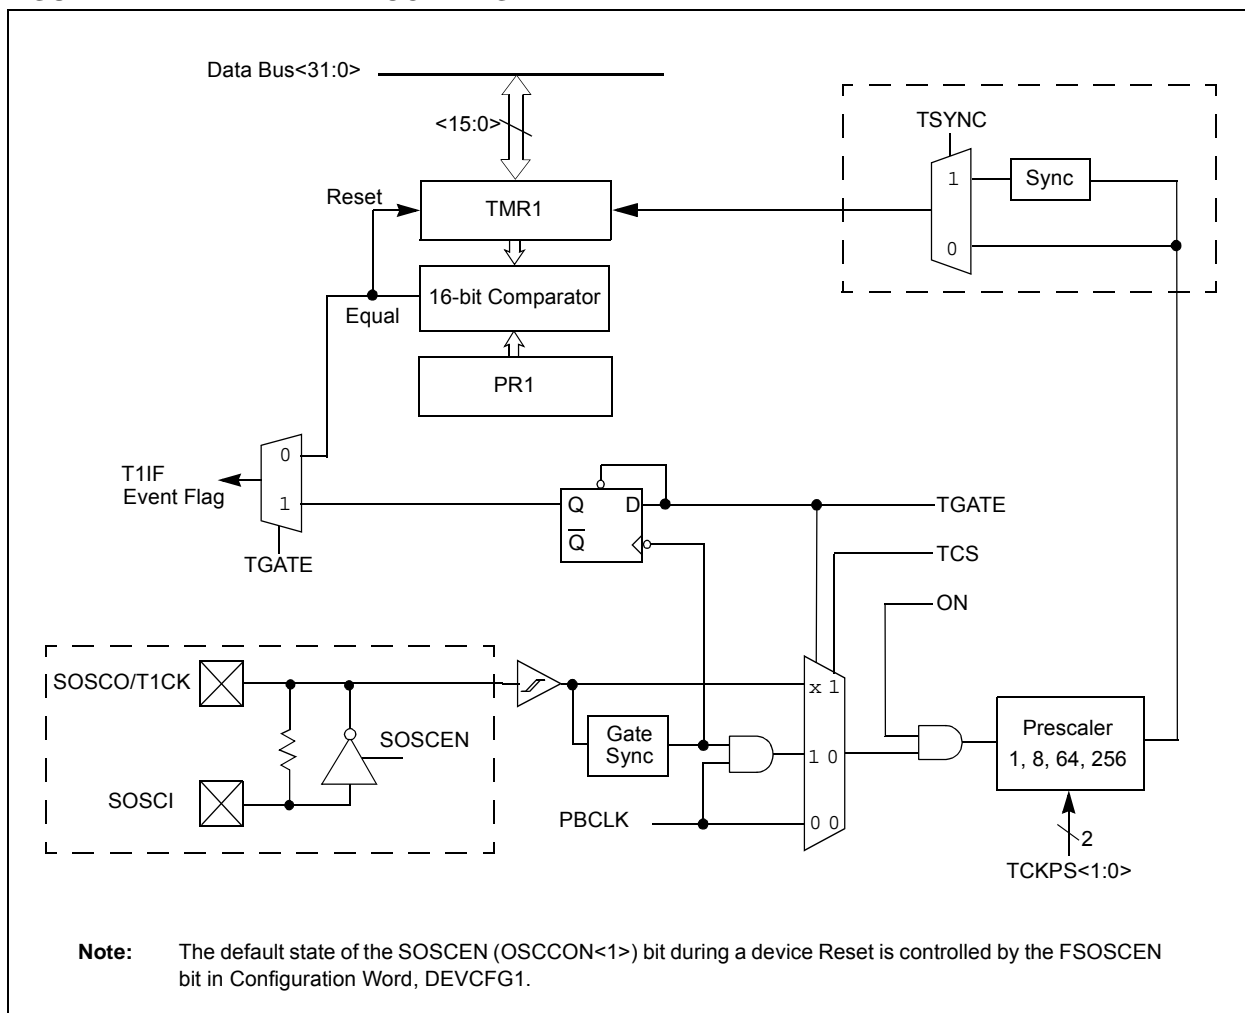 Data Bus<31:0>
<15:0>
TSYNC
1
Sync
Reset
TMR1
0
16-bit Comparator
Equal
PR1
0
T1IF
Event Flag
1
Q
D
TGATE
Q̅
TGATE
TCS
ON
SOSCO/T1CK
x 1
SOSCEN
Gate
Sync
1 0
Prescaler
1, 8, 64, 256
SOSCI
PBCLK
0 0
2
TCKPS<1:0>
Note: The default state of the SOSCEN (OSCCON<1>) bit during a device Reset is controlled by the FSOSCEN
bit in Configuration Word, DEVCFG1.